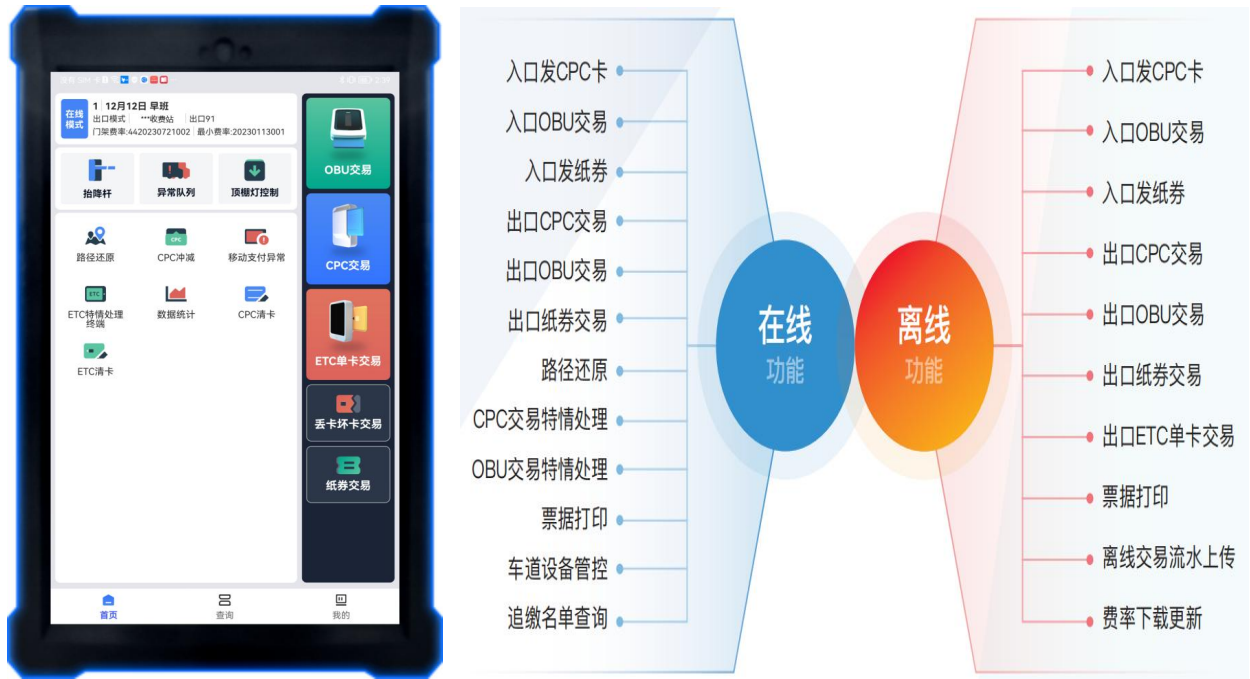 在线
模式
1 12月12日 早班
出口模式 ***收费站 出口91
门架费率:4420230721002 最小费率:20230113001
抬降杆 异常队列 顶棚灯控制
CPC
路径还原 CPC冲减 移动支付异常
ETC
ETC特情处理
终端
数据统计 CPC清卡
ETC清卡
OBU交易
CPC交易
ETC单卡交易
丢卡坏卡交易
纸券交易
首页 查询 我的
入口发CPC卡
入口OBU交易
入口发纸券
出口CPC交易
出口OBU交易
出口纸券交易
路径还原
CPC交易特情处理
OBU交易特情处理
票据打印
车道设备管控
追缴名单查询
在线
功能
离线
功能
入口发CPC卡
入口OBU交易
入口发纸券
出口CPC交易
出口OBU交易
出口纸券交易
出口ETC单卡交易
票据打印
离线交易流水上传
费率下载更新